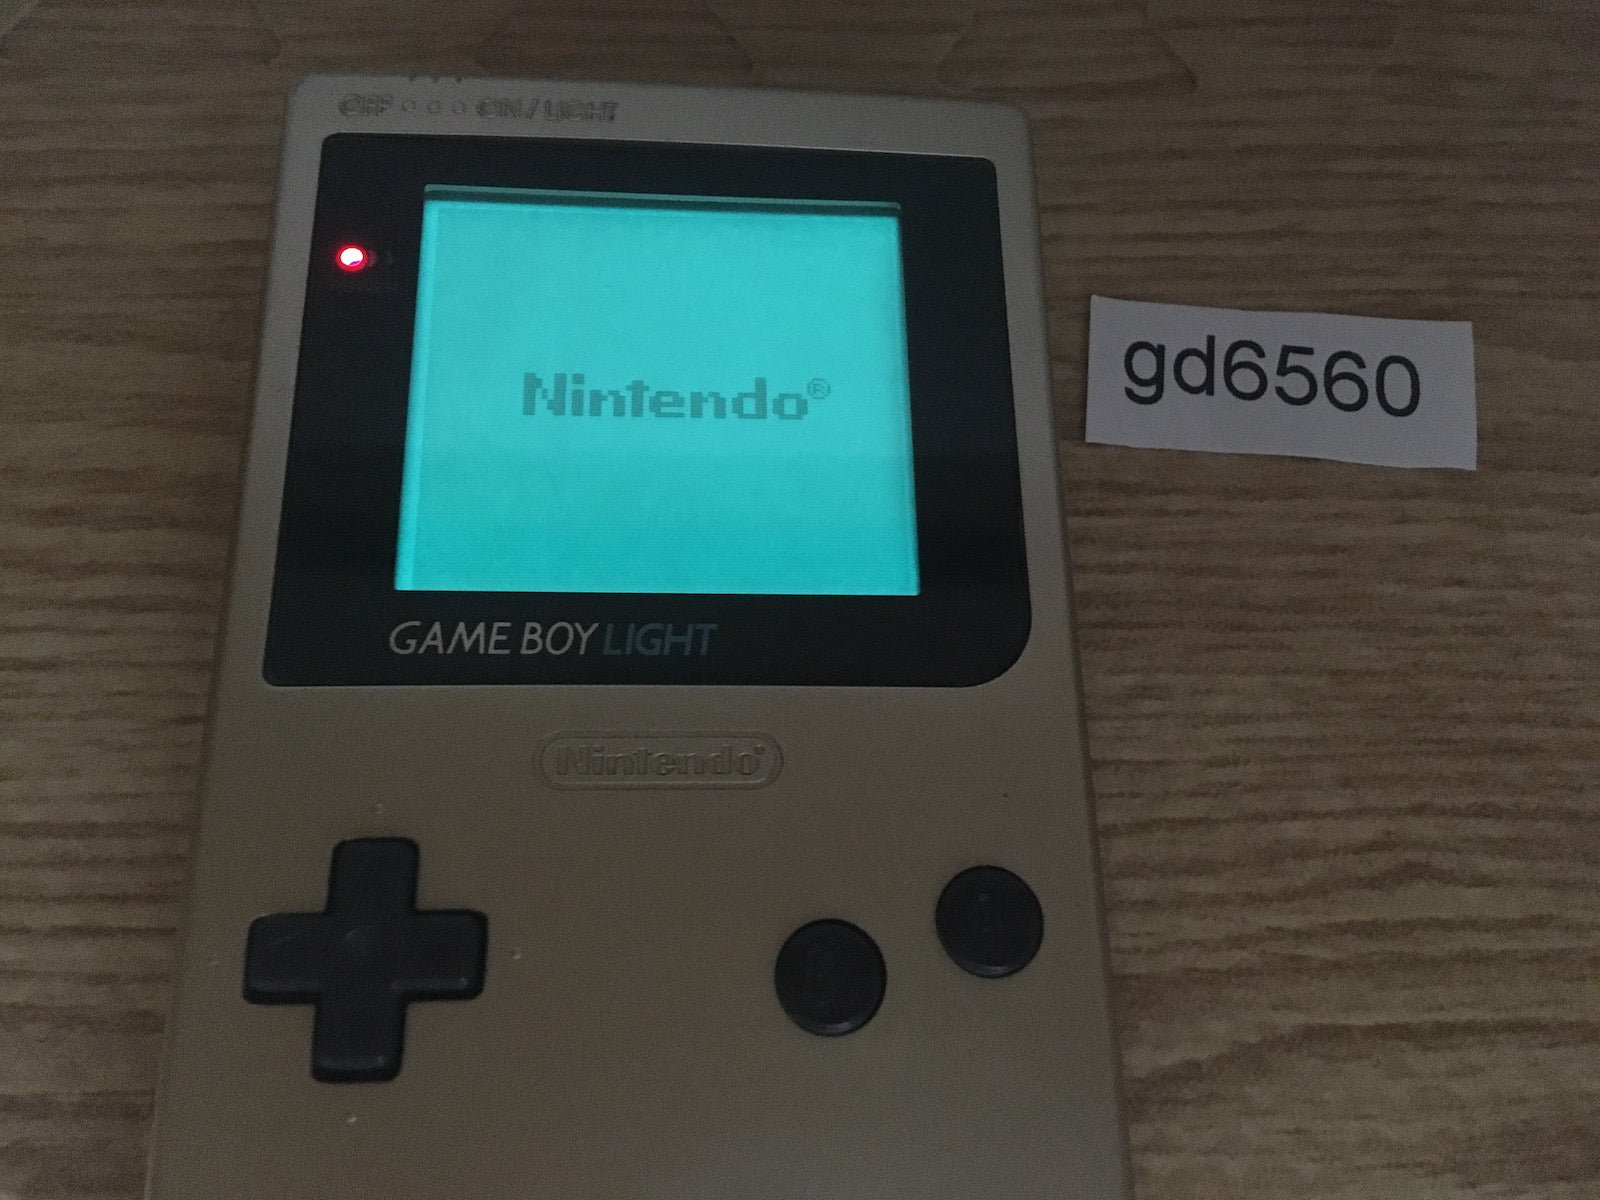 OFF ○○○ ON/LIGHT
Nintendo®
gd6560
GAME BOY LIGHT
Nintendo®